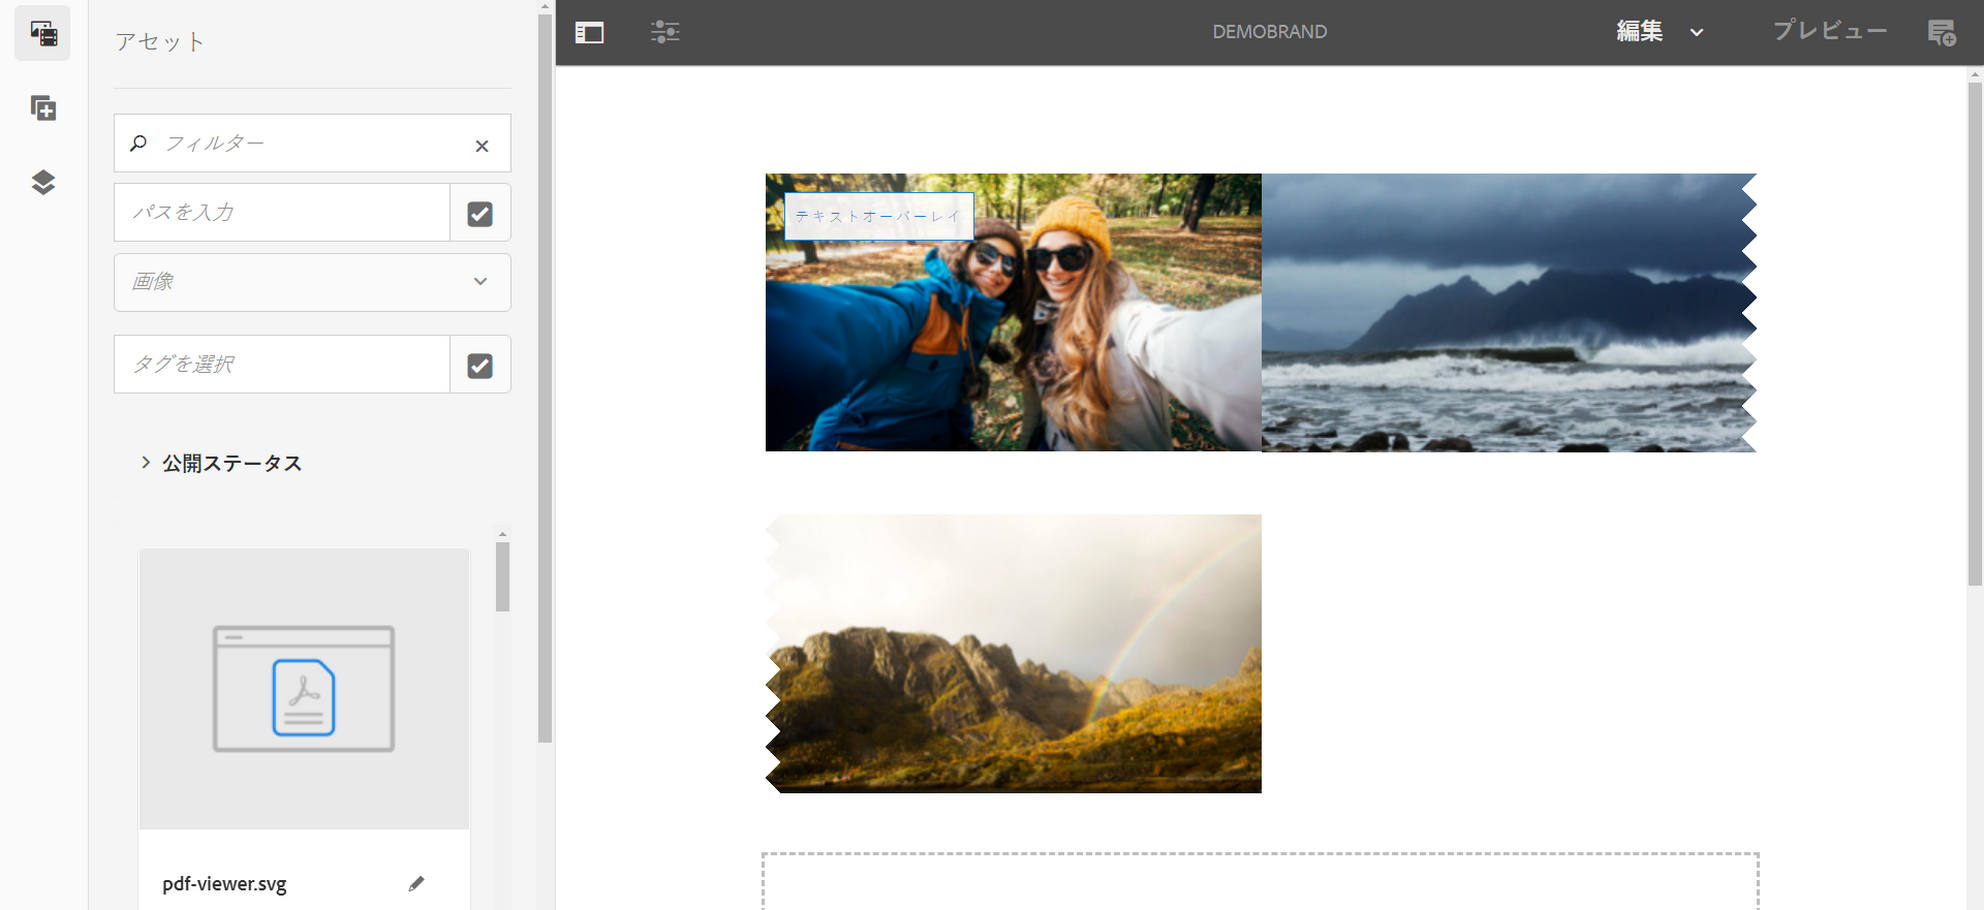 アセット
DEMOBRAND
編集
プレビュー
フィルター
パスを入力
画像
タグを選択
公開ステータス
pdf-viewer.svg
テキストオーバーレイ